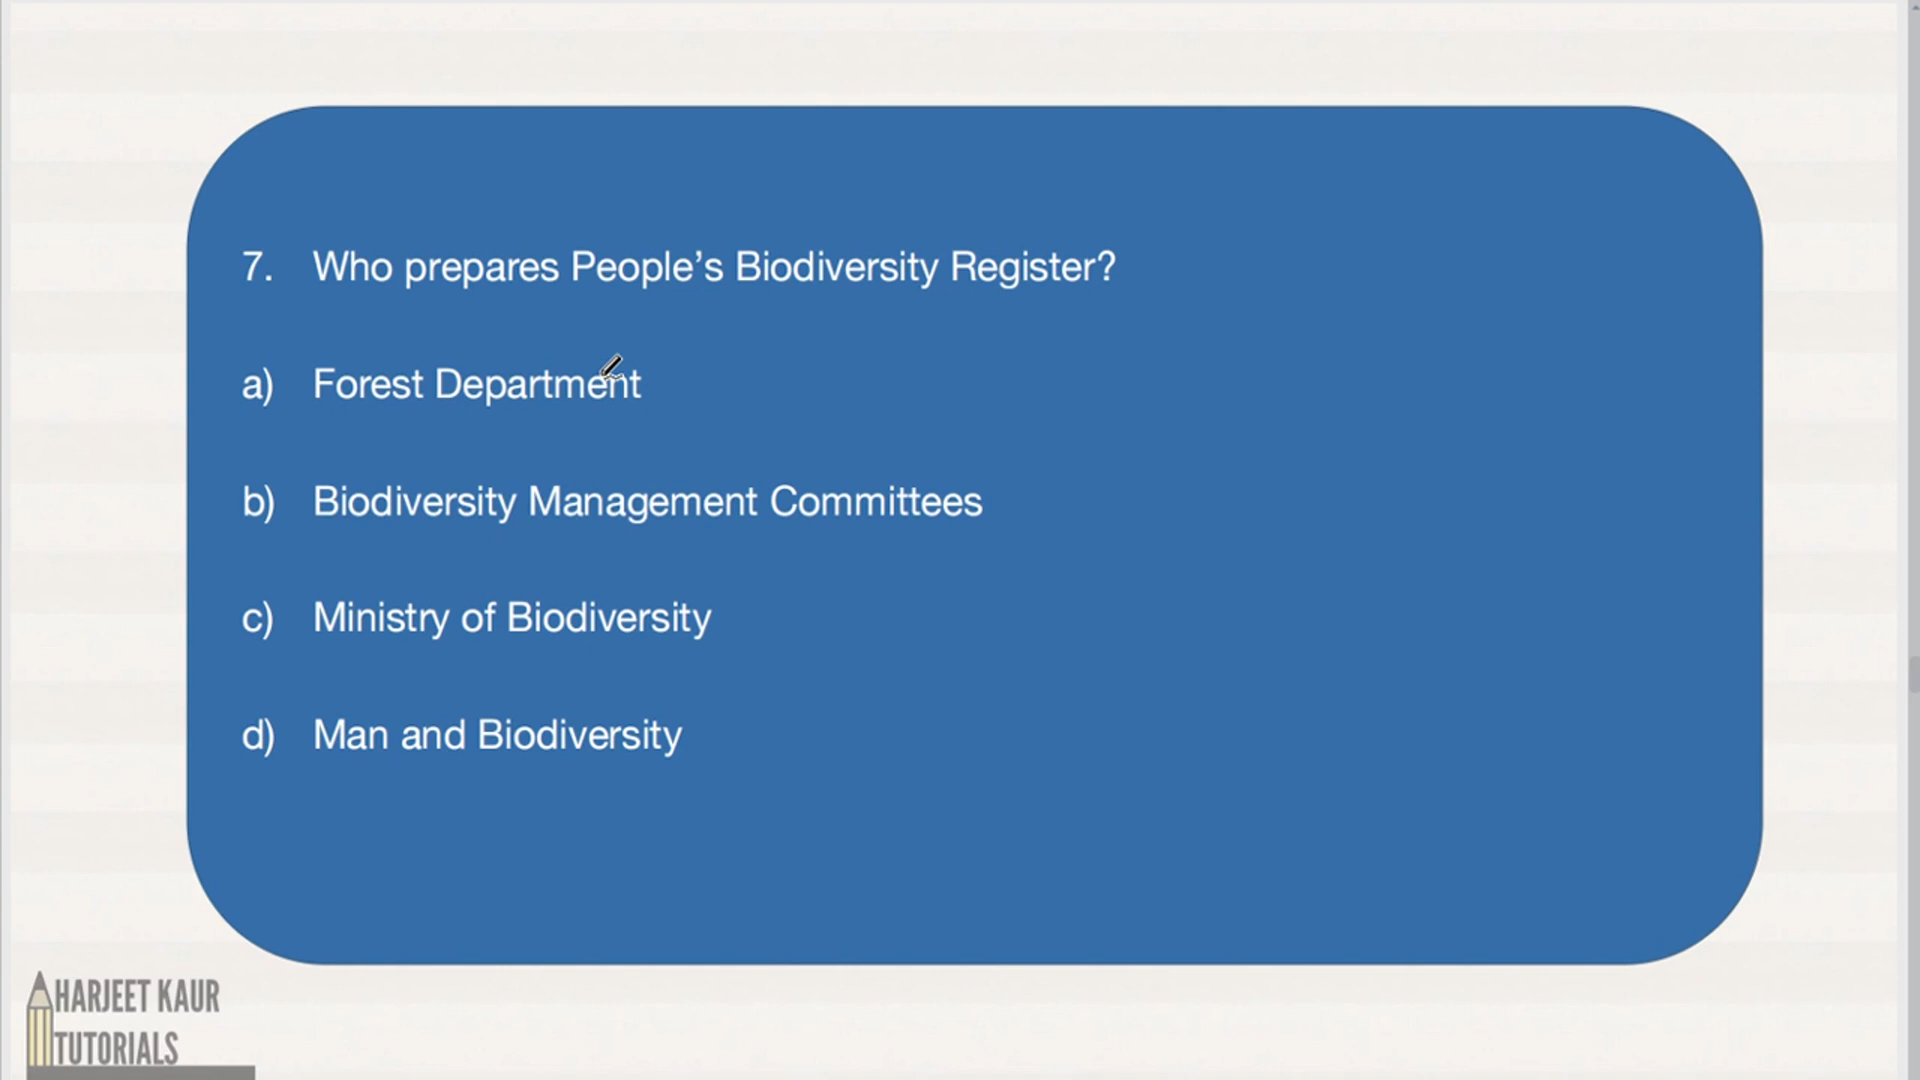 7. Who prepares People's Biodiversity Register?
a) Forest Department
b) Biodiversity Management Committees
c) Ministry of Biodiversity
d) Man and Biodiversity
HARJEET KAUR
TUTORIALS